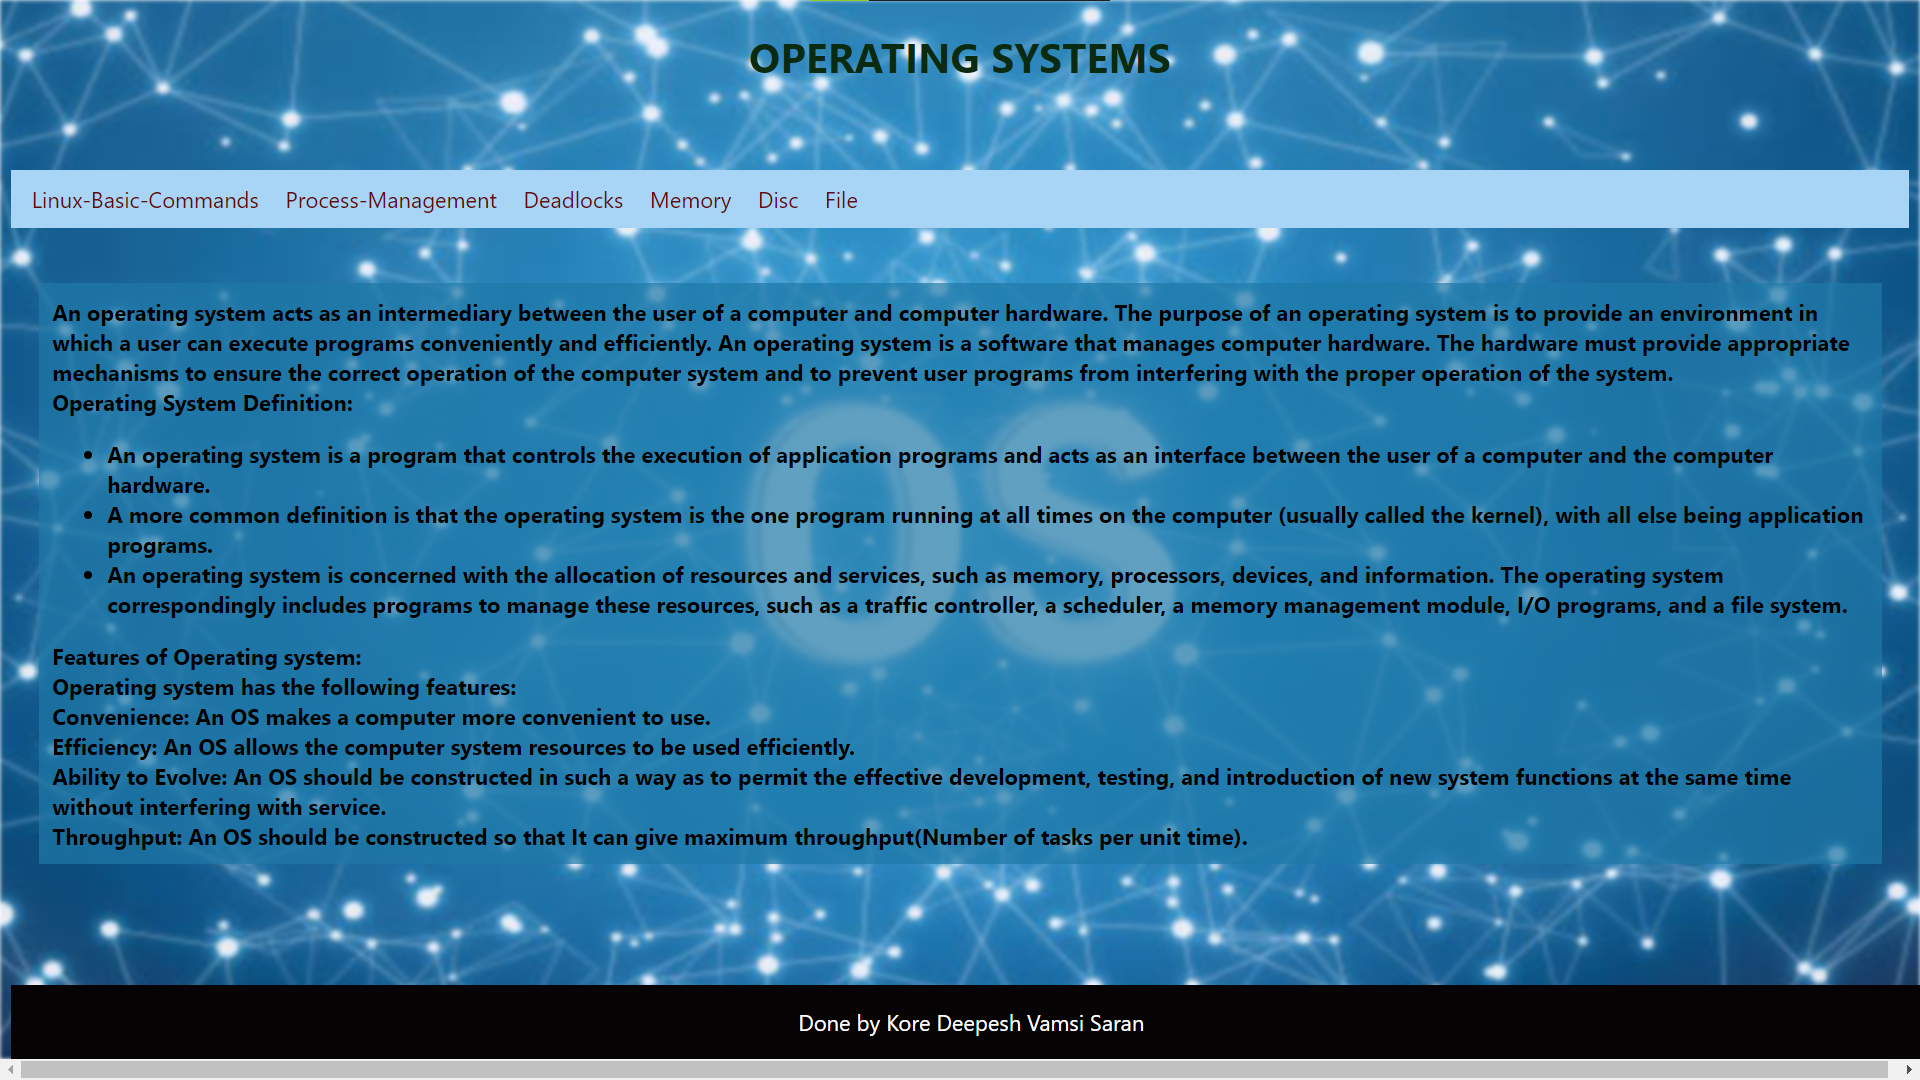 OPERATING SYSTEMS
Linux-Basic-Commands Process-Management Deadlocks Memory Disc File
An operating system acts as an intermediary between the user of a computer and computer hardware. The purpose of an operating system is to provide an environment in
which a user can execute programs conveniently and efficiently. An operating system is a software that manages computer hardware. The hardware must provide appropriate
mechanisms to ensure the correct operation of the computer system and to prevent user programs from interfering with the proper operation of the system.
Operating System Definition:
• An operating system is a program that controls the execution of application programs and acts as an interface between the user of a computer and the computer
hardware.
• A more common definition is that the operating system is the one program running at all times on the computer (usually called the kernel), with all else being application
programs.
• An operating system is concerned with the allocation of resources and services, such as memory, processors, devices, and information. The operating system
correspondingly includes programs to manage these resources, such as a traffic controller, a scheduler, a memory management module, I/O programs, and a file system.
OS
Features of Operating system:
Operating system has the following features:
Convenience: An OS makes a computer more convenient to use.
Efficiency: An OS allows the computer system resources to be used efficiently.
Ability to Evolve: An OS should be constructed in such a way as to permit the effective development, testing, and introduction of new system functions at the same time
without interfering with service.
Throughput: An OS should be constructed so that It can give maximum throughput(Number of tasks per unit time).
Done by Kore Deepesh Vamsi Saran